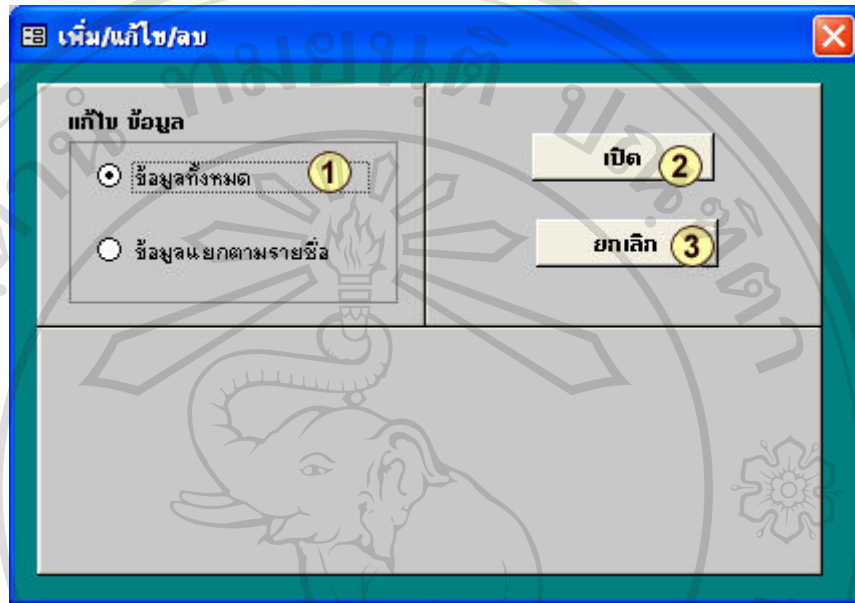 เพิ่ม/แก้ไข/ลบ
แก้ไข ข้อมูล
ข้อมูลทั้งหมด 1
ข้อมูลแยกตามรายชื่อ
เปิด 2
ยกเลิก 3